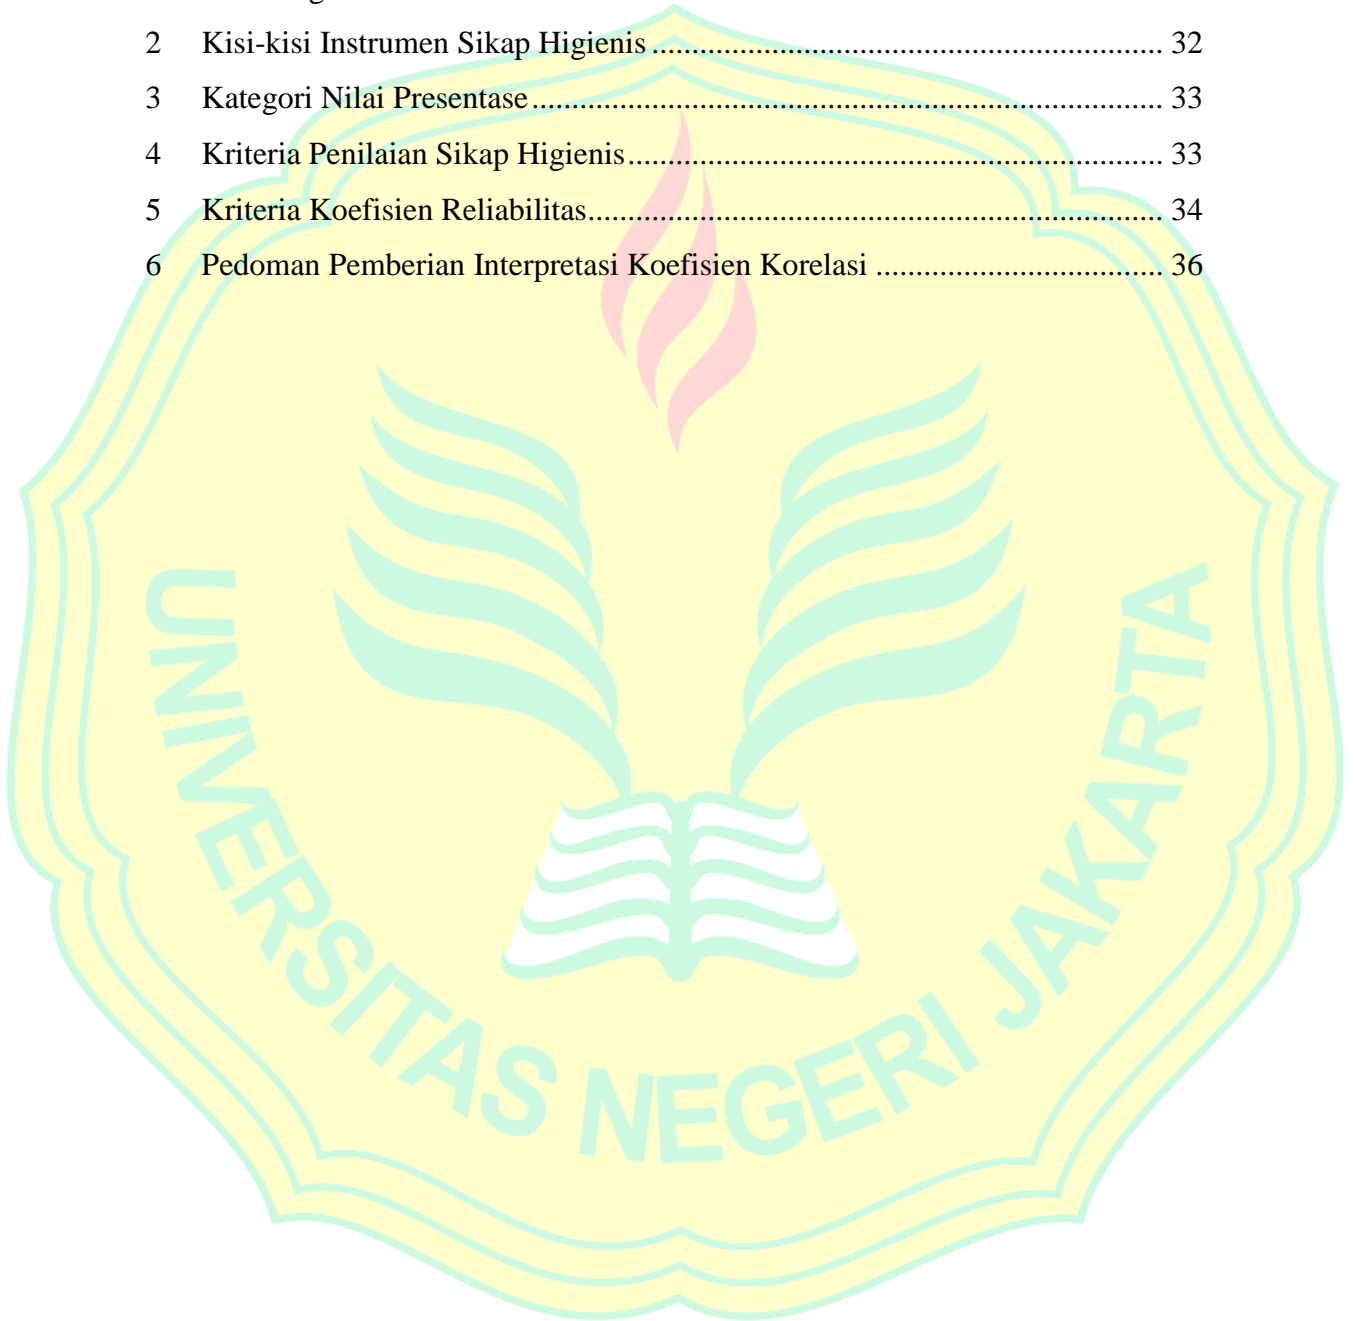 2 Kisi-kisi Instrumen Sikap Higienis ................................................................ 32
3 Kategori Nilai Presentase ............................................................................... 33
4 Kriteria Penilaian Sikap Higienis ................................................................... 33
5 Kriteria Koefisien Reliabilitas ........................................................................ 34
6 Pedoman Pemberian Interpretasi Koefisien Korelasi .................................... 36
UNIVERSITAS NEGERI JAKARTA